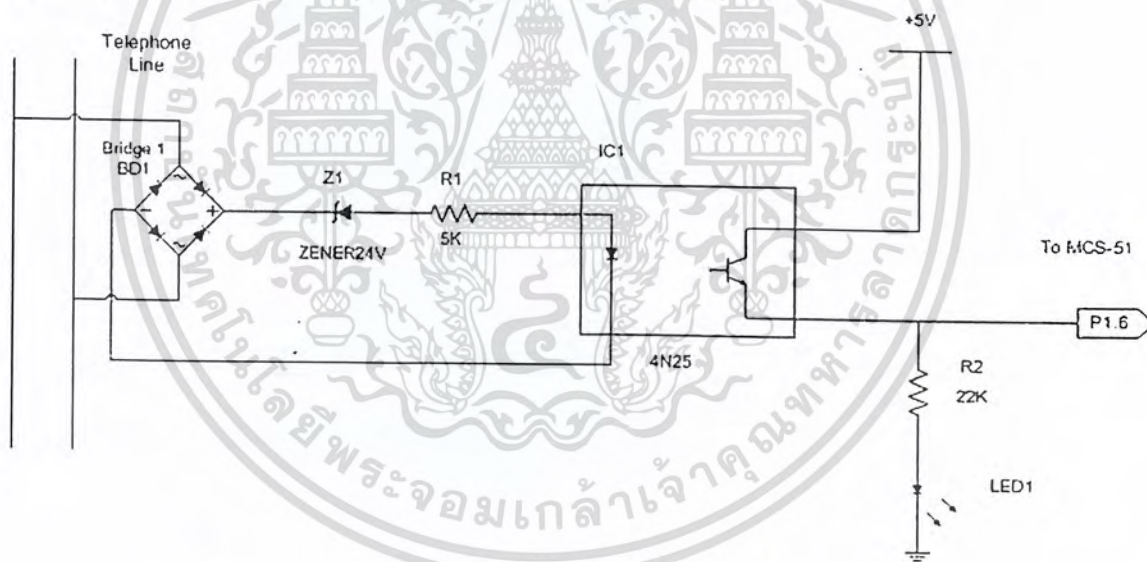 Telephone
Line
+5V
Bridge 1
BD1
Z1
R1
IC1
ZENER24V
5K
To MCS-51
P1.6
4N25
R2
22K
LED1